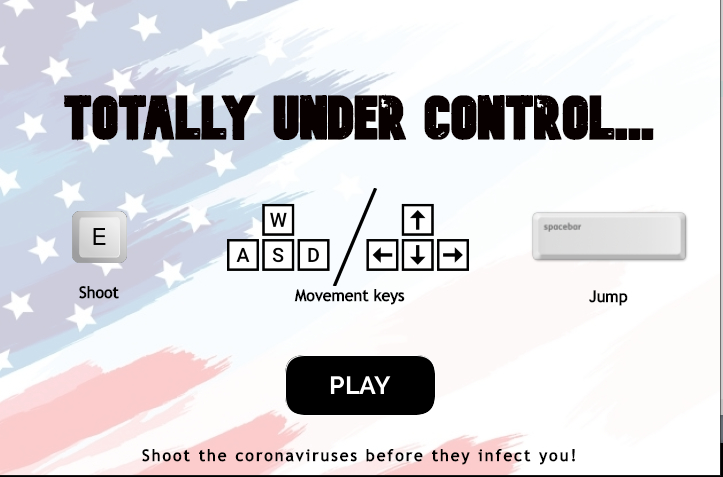 TOTALLY UNDER CONTROL...
E
W
A S D
spacebar
Shoot
Movement keys
Jump
PLAY
Shoot the coronaviruses before they infect you!